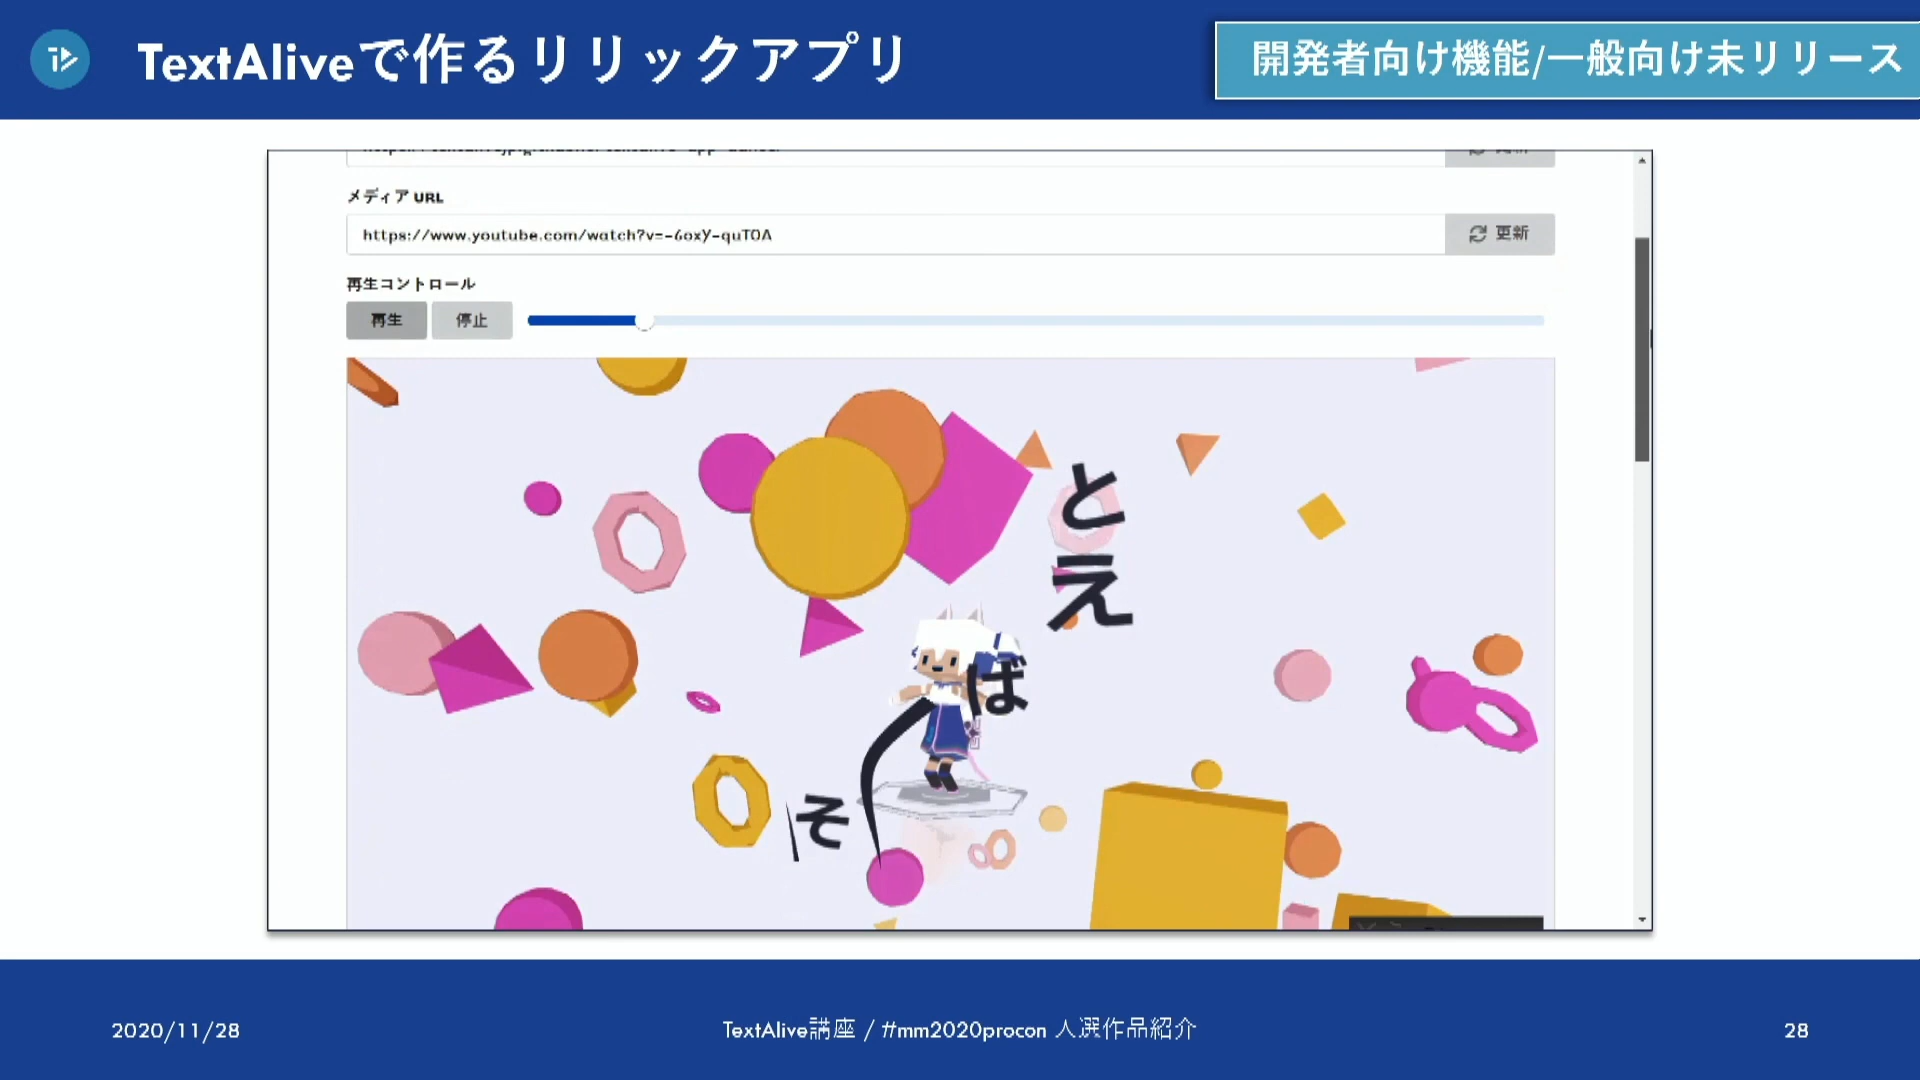 TextAliveで作るリリックアプリ
開発者向け機能/一般向け未リリース
メディア URL
https://www.youtube.com/watch?v=-6oxY-quTOA
更新
再生コントロール
再生
停止
と
え
ば
そ
2020/11/28
TextAlive講座 / #mm2020procon 入選作品紹介
28